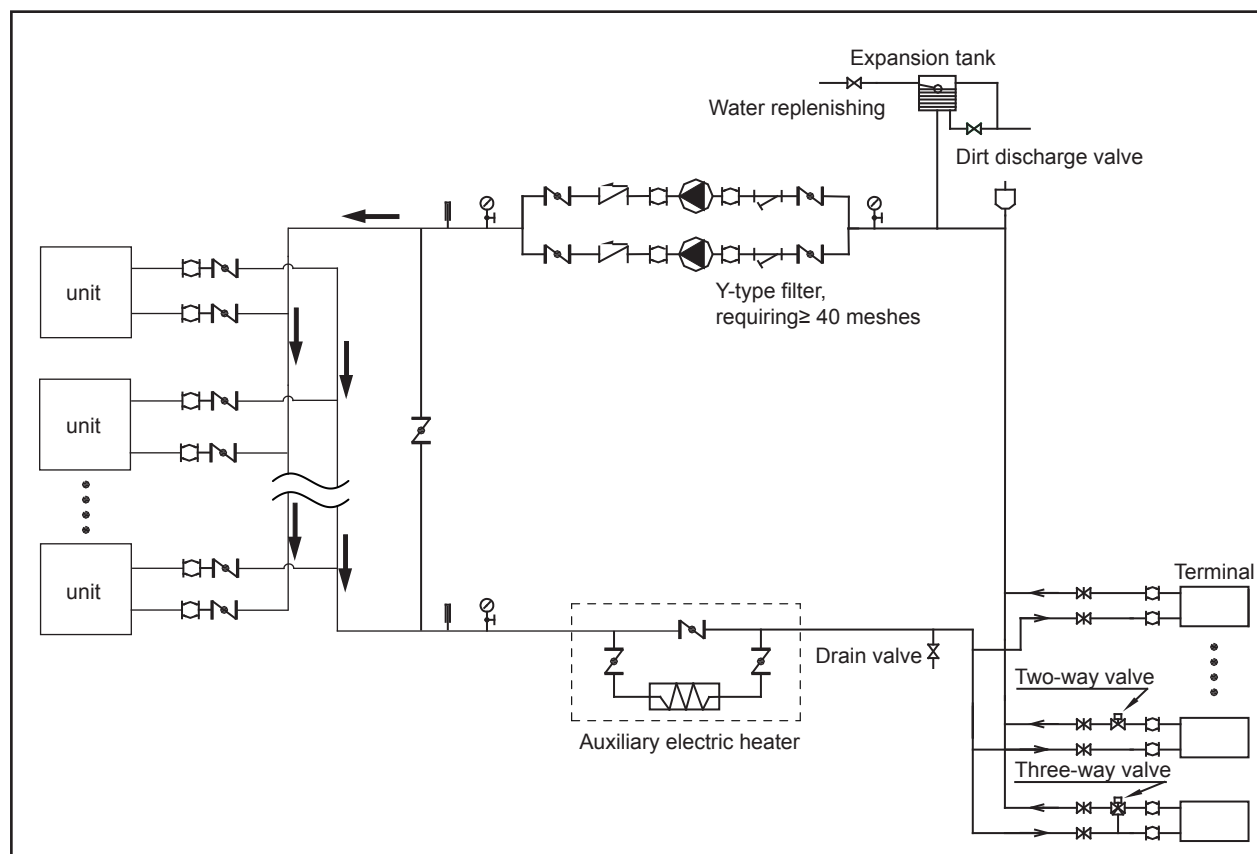 Expansion tank
Water replenishing
Dirt discharge valve
unit
Y-type filter,
requiring≥ 40 meshes
unit
unit
Terminal
Drain valve
Two-way valve
Auxiliary electric heater
Three-way valve